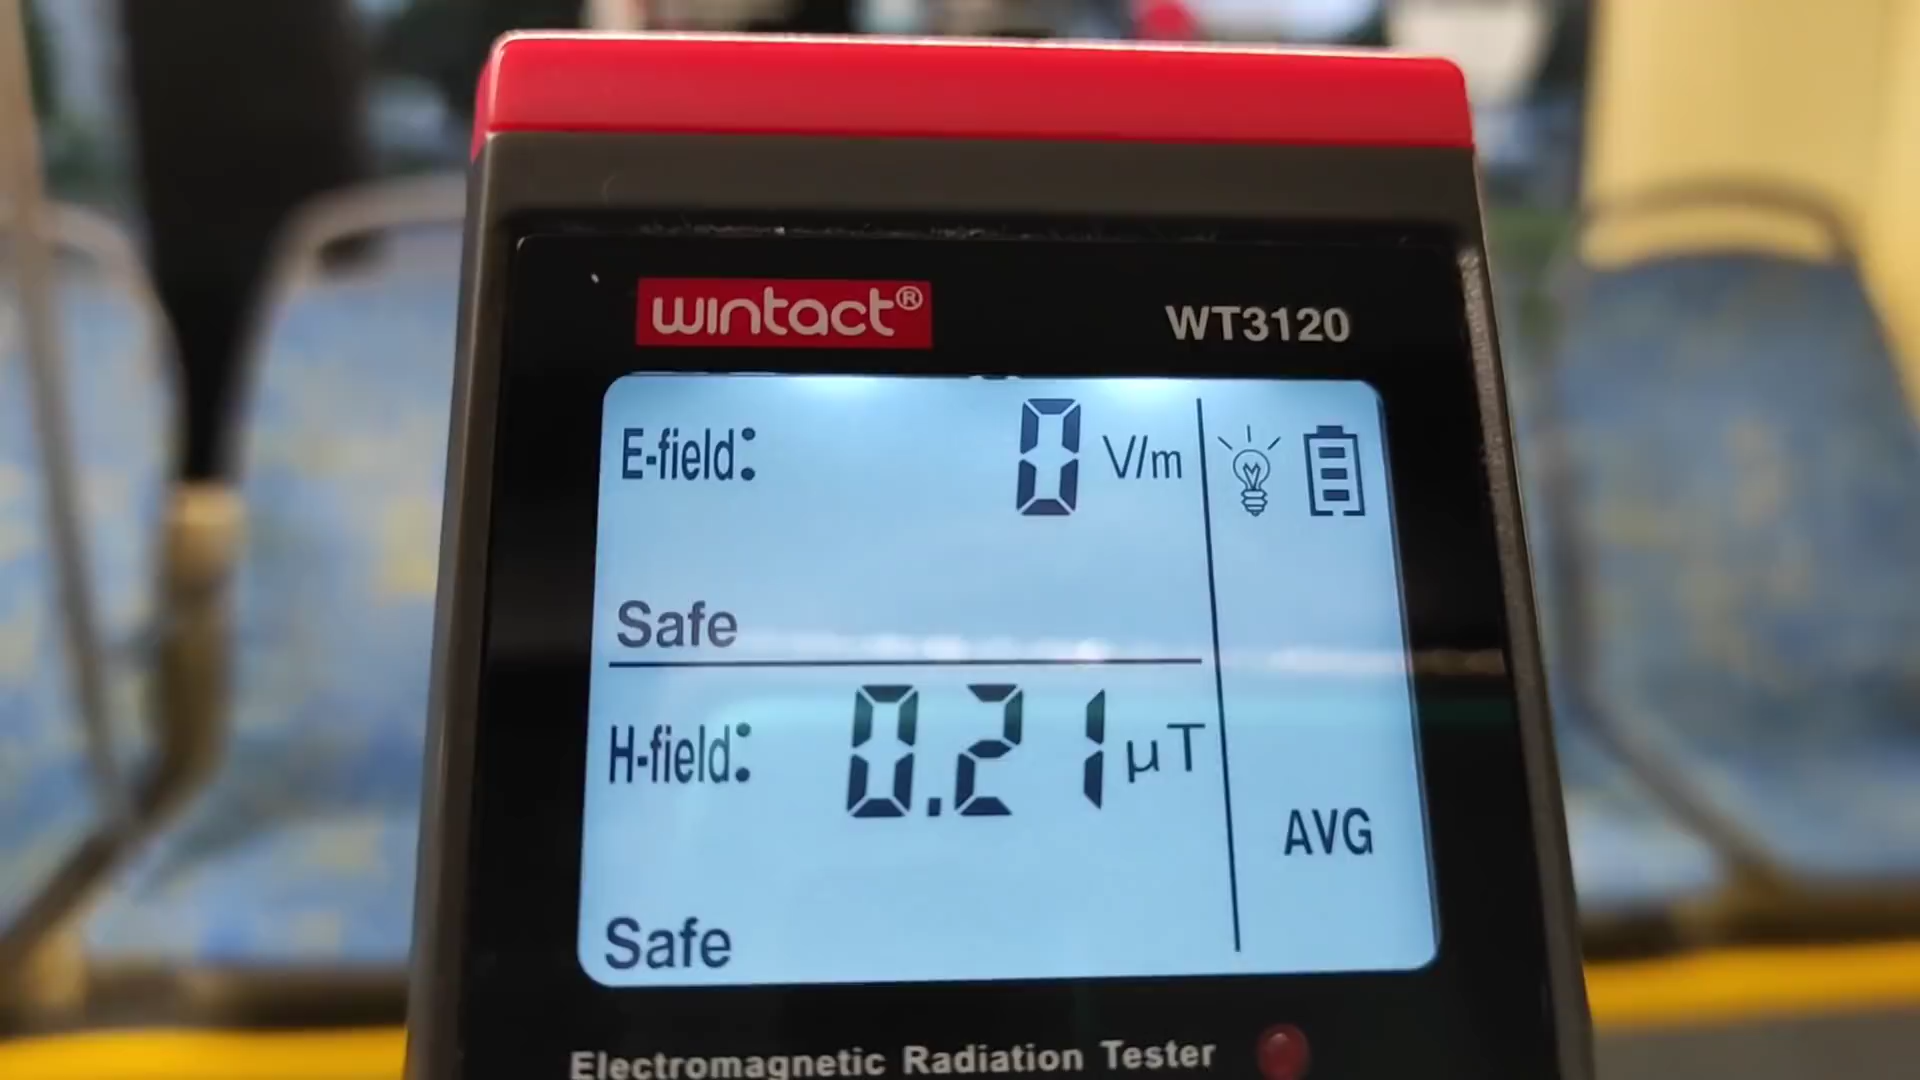 wintact®
WT3120
E-field: 0 V/m
Safe
H-field: 0.21 μT
AVG
Safe
Electromagnetic Radiation Tester